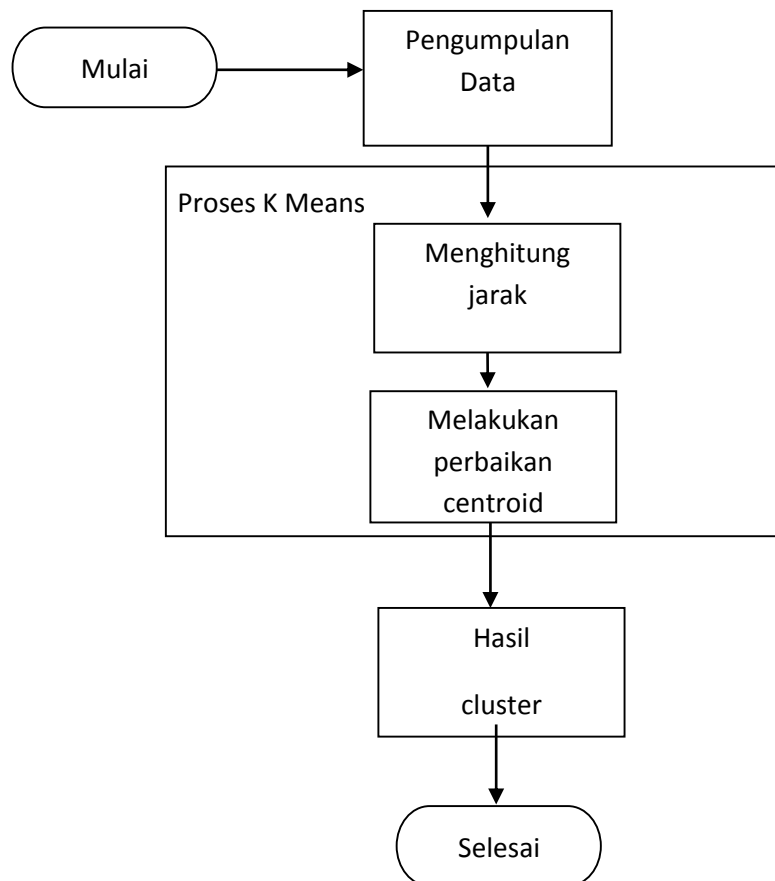 Mulai
Pengumpulan
Data
Proses K Means
Menghitung
jarak
Melakukan
perbaikan
centroid
Hasil
cluster
Selesai